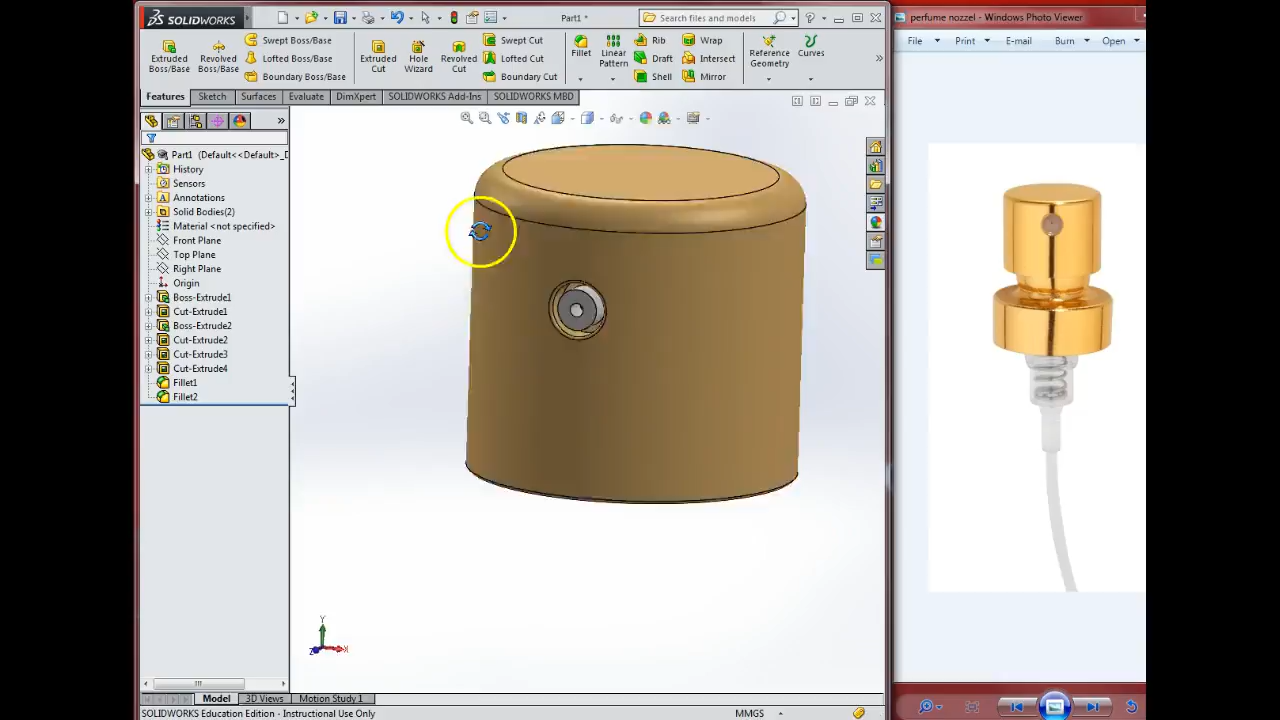 SOLIDWORKS
Part1 *
Search files and models
perfume nozzel - Windows Photo Viewer
File
Print
E-mail
Burn
Open
Extruded Boss/Base
Revolved Boss/Base
Swept Boss/Base
Lofted Boss/Base
Boundary Boss/Base
Extruded Cut
Hole Wizard
Revolved Cut
Swept Cut
Lofted Cut
Boundary Cut
Fillet
Linear Pattern
Rib
Draft
Shell
Wrap
Intersect
Mirror
Reference Geometry
Curves
Features
Sketch
Surfaces
Evaluate
DimXpert
SOLIDWORKS Add-Ins
SOLIDWORKS MBD
Part1 (Default<<Default>_D
History
Sensors
Annotations
Solid Bodies(2)
Material <not specified>
Front Plane
Top Plane
Right Plane
Origin
Boss-Extrude1
Cut-Extrude1
Boss-Extrude2
Cut-Extrude2
Cut-Extrude3
Cut-Extrude4
Fillet1
Fillet2
Y
Z
X
Model
3D Views
Motion Study 1
SOLIDWORKS Education Edition - Instructional Use Only
MMGS